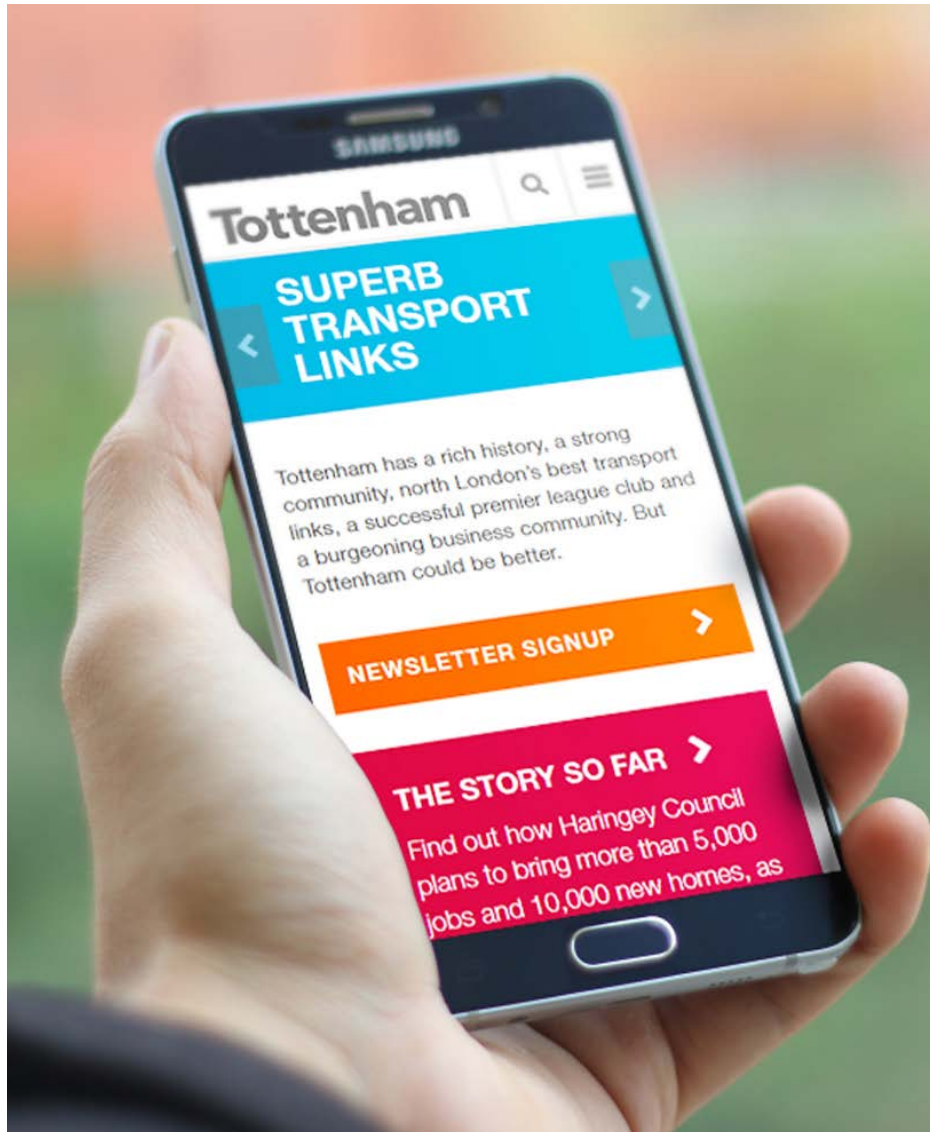 SAMSUNG
Tottenham
SUPERB
TRANSPORT
LINKS
Tottenham has a rich history, a strong
community, north London's best transport
links, a successful premier league club and
a burgeoning business community. But
Tottenham could be better.
NEWSLETTER SIGNUP
THE STORY SO FAR
Find out how Haringey Council
plans to bring more than 5,000
jobs and 10,000 new homes, as